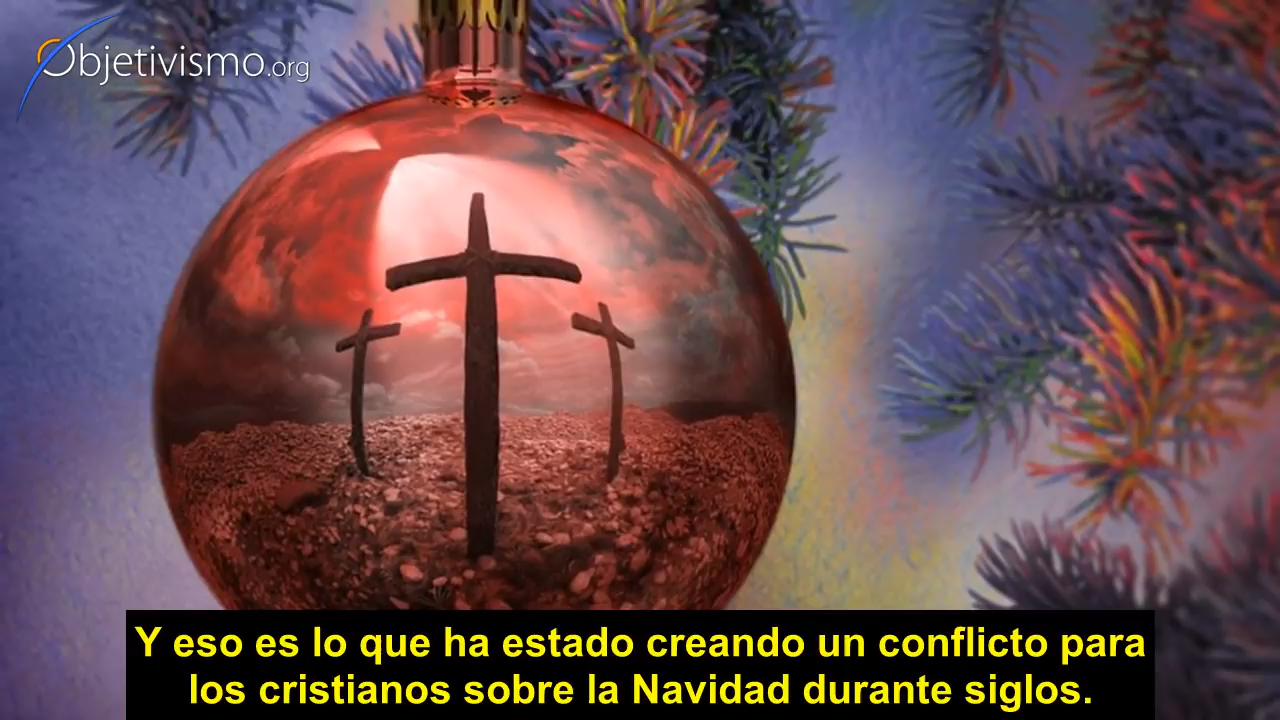 Objetivismo.org
Y eso es lo que ha estado creando un conflicto para
los cristianos sobre la Navidad durante siglos.